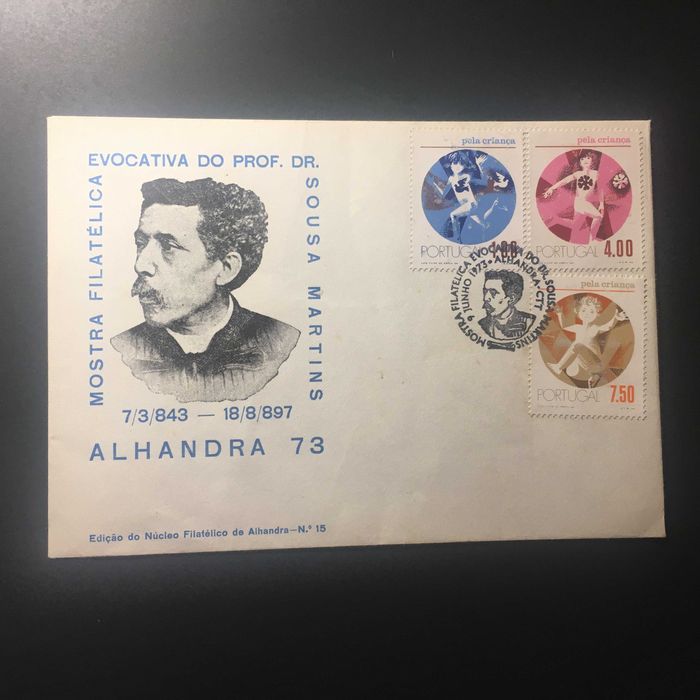 MOSTRA FILATÉLICA
EVOCATIVA DO PROF. DR.
SOUSA MARTINS
7/3/843 — 18/8/897
ALHANDRA 73
Edição do Núcleo Filatélico de Alhandra—N.º 15
pela criança
PORTUGAL
pela criança
PORTUGAL 4.00
MOSTRA FILATÉLICA EVOCATIVA DO DR. SOUSA MARTINS
9 JUNHO 1973 • ALHANDRA-CTT
pela criança
PORTUGAL 7.50